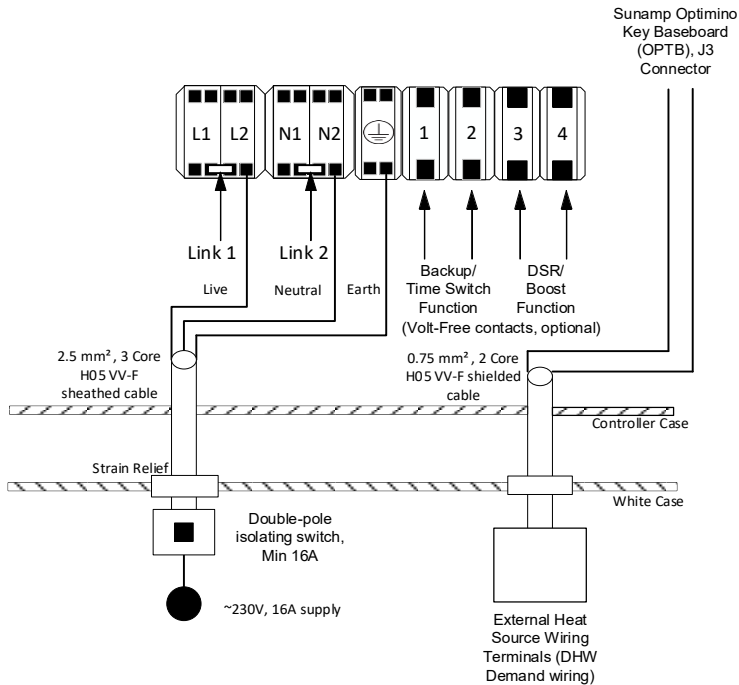 Sunamp Optimino
Key Baseboard
(OPTB), J3
Connector
L1 L2 N1 N2 1 2 3 4
Link 1
Link 2
Live
Neutral
Earth
Backup/
Time Switch
Function
DSR/
Boost
Function
(Volt-Free contacts, optional)
2.5 mm², 3 Core
H05 VV-F
sheathed cable
0.75 mm², 2 Core
H05 VV-F shielded
cable
Controller Case
Strain Relief
White Case
Double-pole
isolating switch,
Min 16A
~230V, 16A supply
External Heat
Source Wiring
Terminals (DHW
Demand wiring)